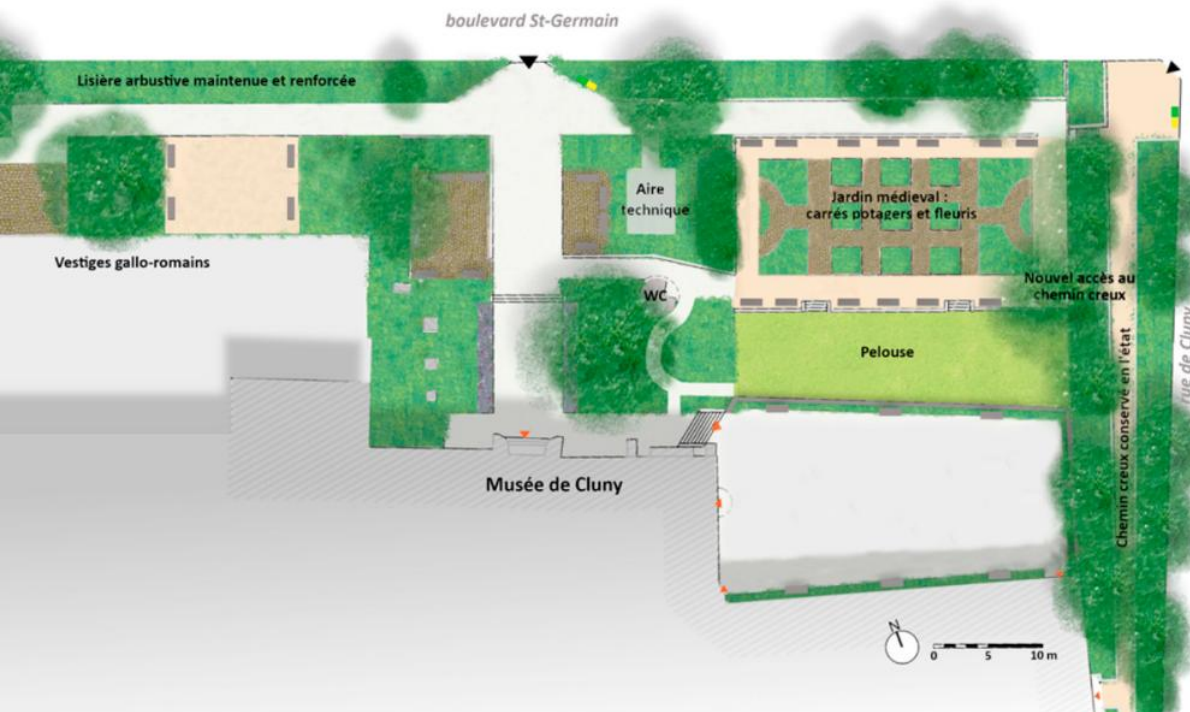 boulevard St-Germain
Lisière arbustive maintenue et renforcée
Aire
technique
Jardin médieval :
carrés potagers et fleuris
Vestiges gallo-romains
WC
Nouvel accès au
chemin creux
Pelouse
Chemin creux conservé en l'état
rue de Cluny
Musée de Cluny
N
0 5 10 m